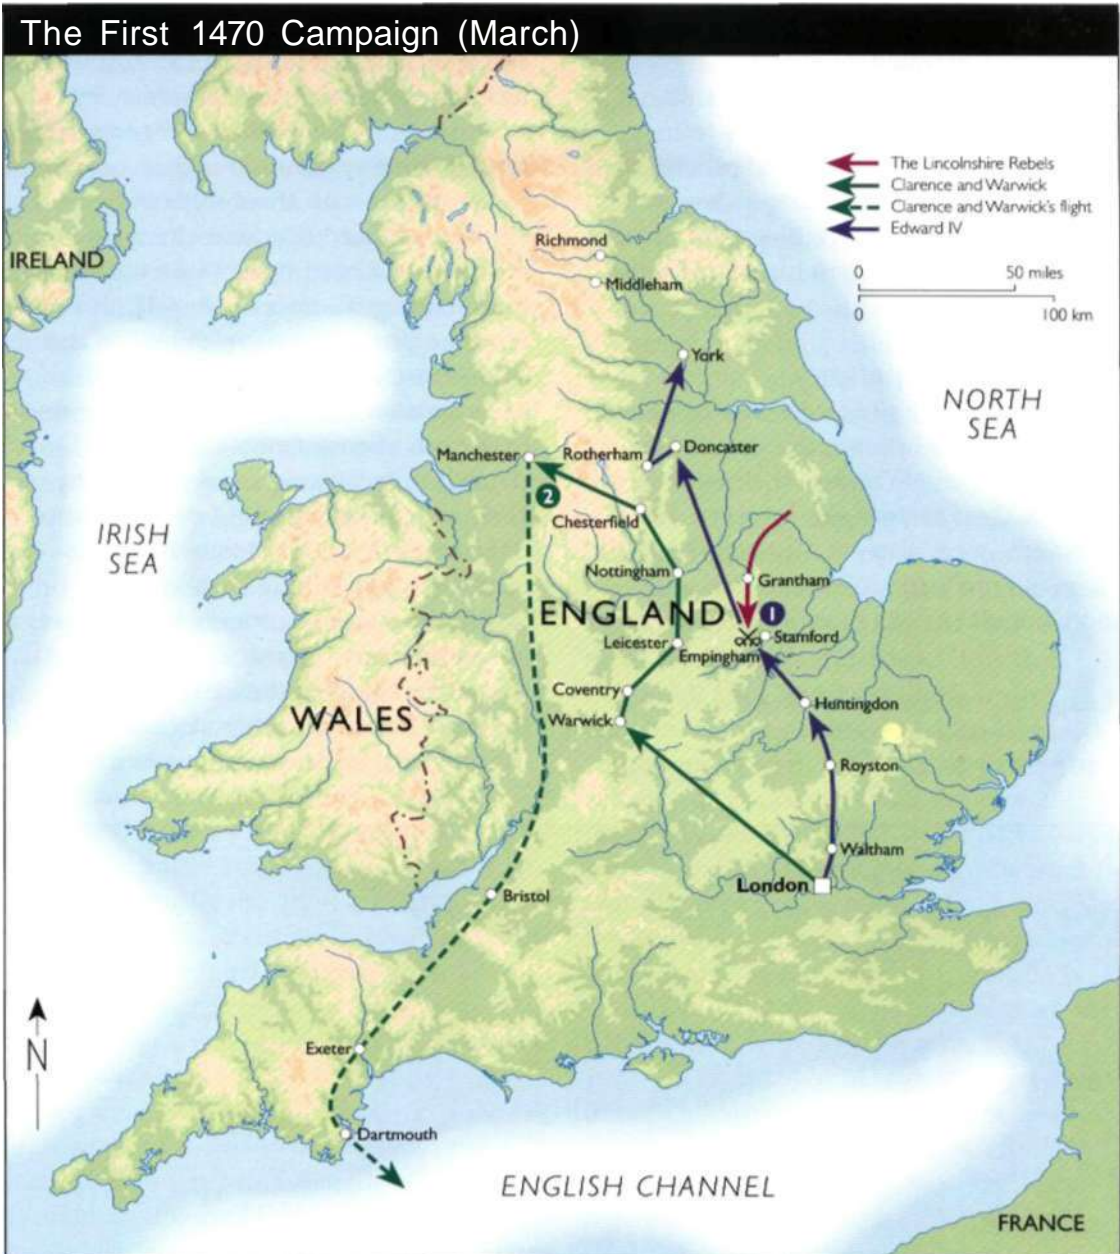 The First 1470 Campaign (March)
The Lincolnshire Rebels
Clarence and Warwick
Clarence and Warwick's flight
Edward IV
0
50 miles
0
100 km
IRELAND
Richmond
Middleham
York
NORTH
SEA
Manchester
Rotherham
Doncaster
2
Chesterfield
IRISH
SEA
Nottingham
Grantham
ENGLAND
1
Leicester
Stamford
Empingham
Coventry
Huntingdon
WALES
Warwick
Royston
Waltham
London
Bristol
N
Exeter
Dartmouth
ENGLISH CHANNEL
FRANCE